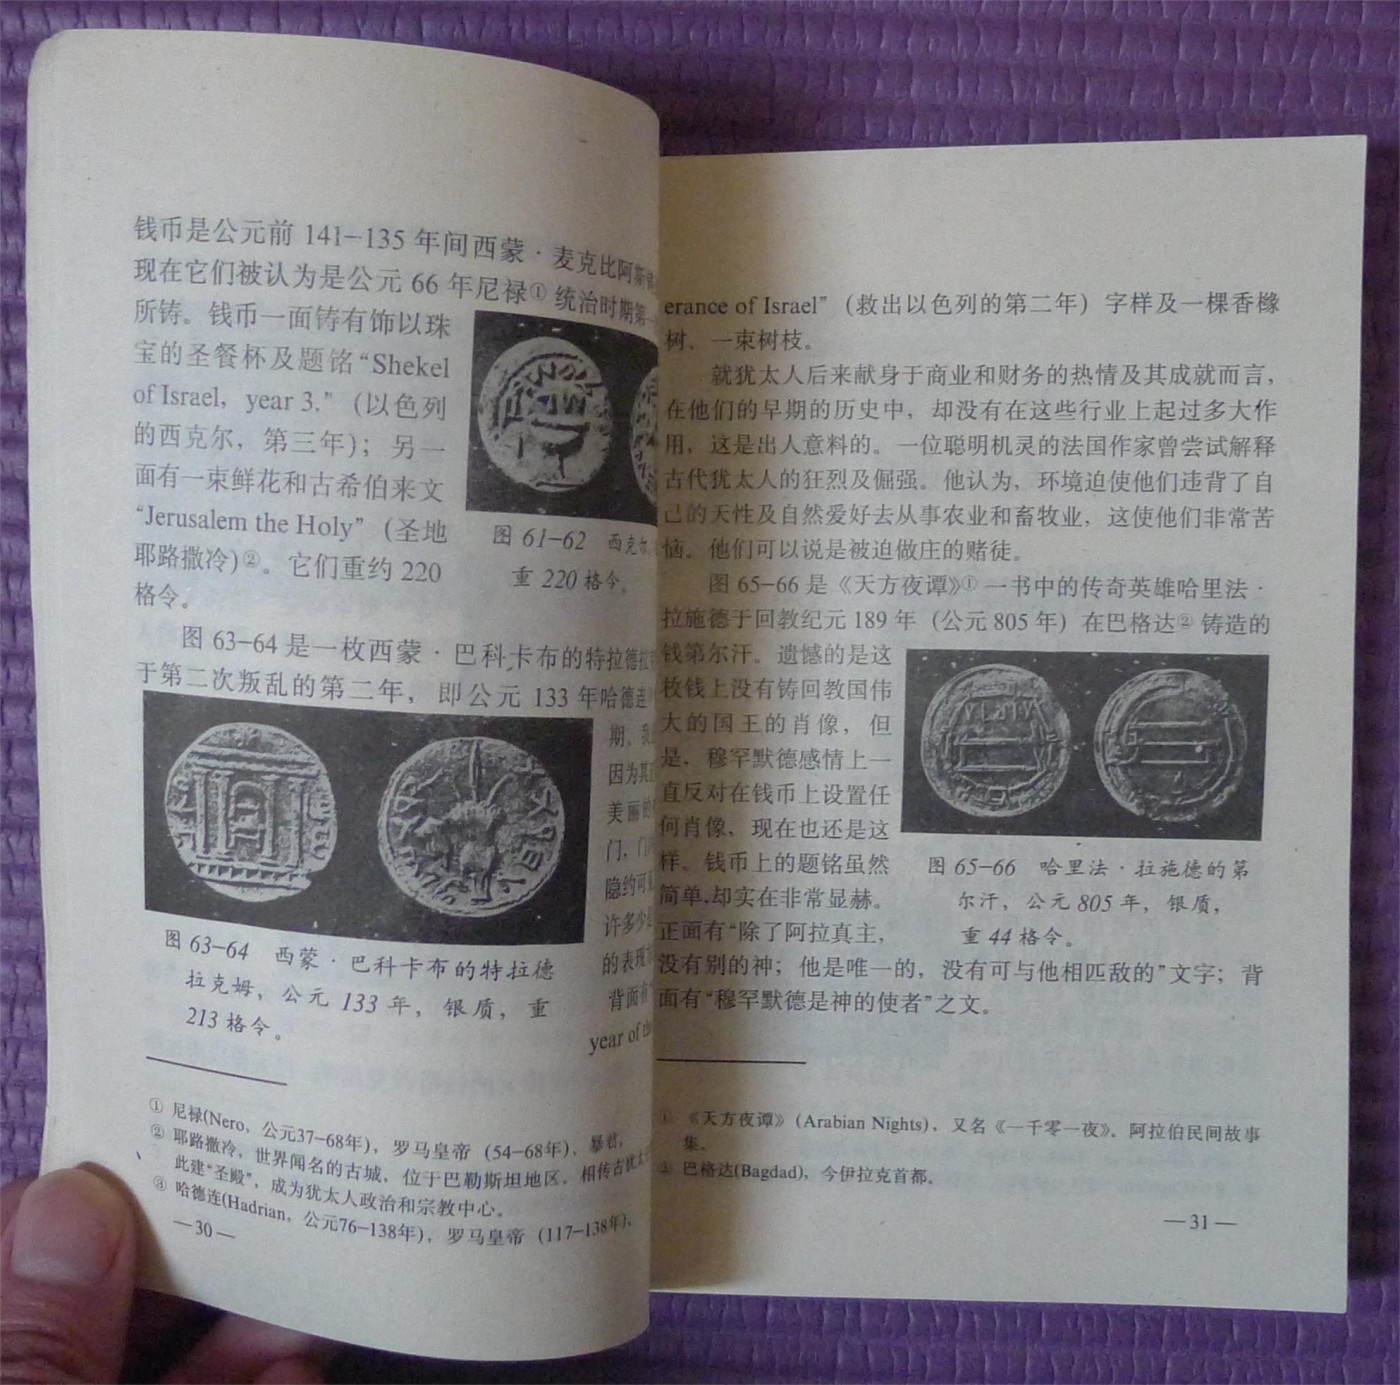 钱币是公元前 141-135 年间西蒙·麦克比阿斯
现在它们被认为是公元 66 年尼禄① 统治时期第一
所铸。钱币一面铸有饰以珠
宝的圣餐杯及题铭“Shekel
of Israel, year 3.” (以色列
的西克尔，第三年)；另一
面有一束鲜花和古希伯来文
“Jerusalem the Holy” (圣地
耶路撒冷)②。它们重约 220
格令。
图 61-62 西克尔
重 220 格令。
图 63-64 是一枚西蒙·巴科卡布的特拉德拉
于第二次叛乱的第二年，即公元 133 年哈德连
期，我
因为其
美丽的
门，门
隐约可
许多少
的表现
背面有
year of
图 63-64 西蒙·巴科卡布的特拉德
拉克姆，公元 133 年，银质，重
213 格令。
① 尼禄(Nero，公元37-68年)，罗马皇帝 (54-68年)，暴君，
② 耶路撒冷，世界闻名的古城，位于巴勒斯坦地区，相传古犹太
此建“圣殿”，成为犹太人政治和宗教中心。
③ 哈德连(Hadrian，公元76-138年)，罗马皇帝 (117-138年)，
—30—
erance of Israel” (救出以色列的第二年) 字样及一棵香橼
树、一束树枝。
就犹太人后来献身于商业和财务的热情及其成就而言，
在他们的早期的历史中，却没有在这些行业上起过多大作
用，这是出人意料的。一位聪明机灵的法国作家曾尝试解释
古代犹太人的狂烈及倔强。他认为，环境迫使他们违背了自
己的天性及自然爱好去从事农业和畜牧业，这使他们非常苦
恼。他们可以说是被迫做庄的赌徒。
图 65-66 是《天方夜谭》① 一书中的传奇英雄哈里法·
拉施德于回教纪元 189 年 (公元 805 年) 在巴格达② 铸造的
钱第尔汗。遗憾的是这
枚钱上没有铸回教国伟
大的国王的肖像，但
是，穆罕默德感情上一
直反对在钱币上设置任
何肖像，现在也还是这
样。钱币上的题铭虽然
简单,却实在非常显赫。
正面有“除了阿拉真主，
没有别的神；他是唯一的，没有可与他相匹敌的”文字；背
面有“穆罕默德是神的使者”之文。
图 65-66 哈里法·拉施德的第
尔汗，公元 805 年，银质，
重 44 格令。
① 《天方夜谭》 (Arabian Nights)，又名《一千零一夜》。阿拉伯民间故事
集。
② 巴格达(Bagdad)，今伊拉克首都。
—31—